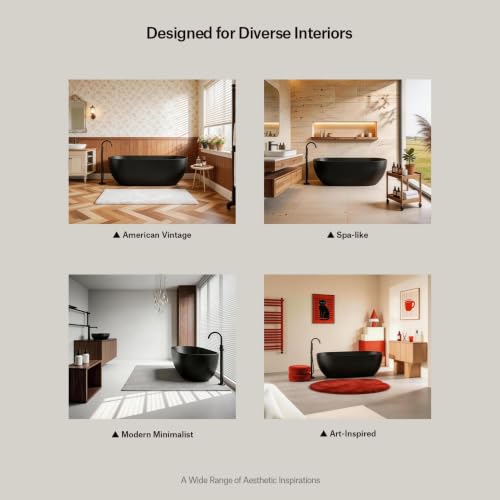 Designed for Diverse Interiors
▲ American Vintage
▲ Spa-like
▲ Modern Minimalist
▲ Art-Inspired
A Wide Range of Aesthetic Inspirations